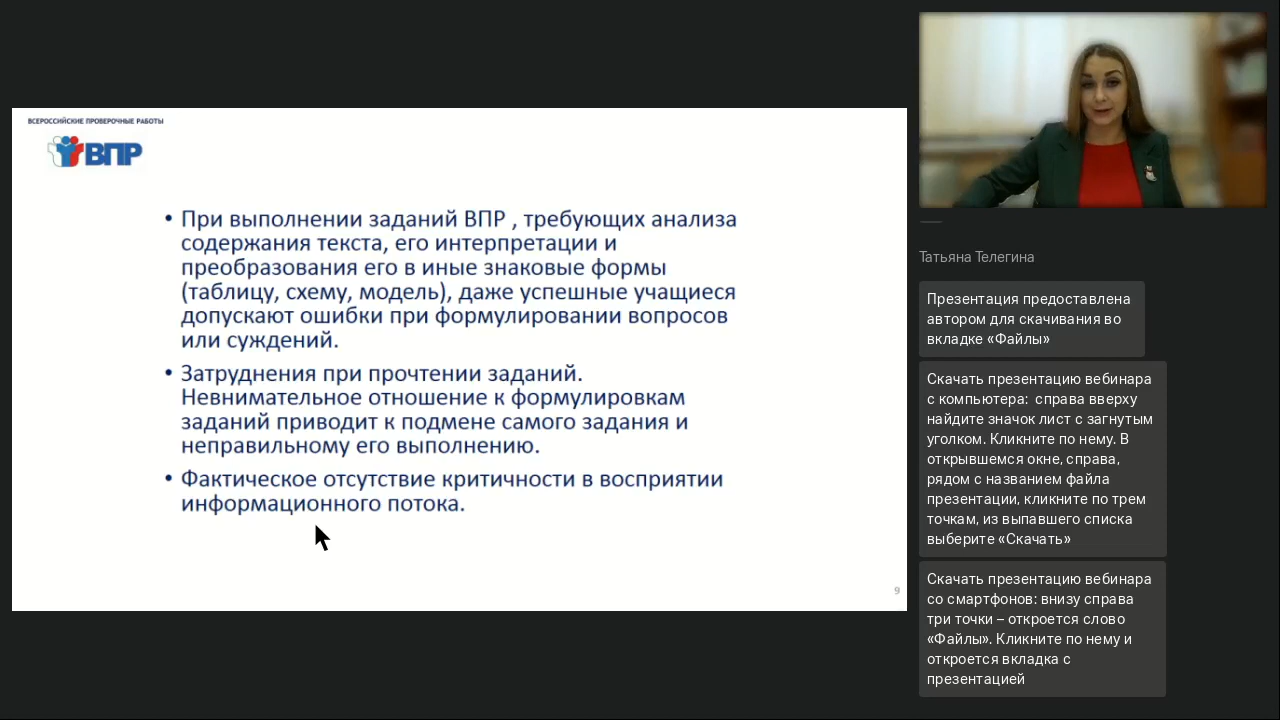 ВСЕРОССИЙСКИЕ ПРОВЕРОЧНЫЕ РАБОТЫ
ВПР
• При выполнении заданий ВПР , требующих анализа
содержания текста, его интерпретации и
преобразования его в иные знаковые формы
(таблицу, схему, модель), даже успешные учащиеся
допускают ошибки при формулировании вопросов
или суждений.
• Затруднения при прочтении заданий.
Невнимательное отношение к формулировкам
заданий приводит к подмене самого задания и
неправильному его выполнению.
• Фактическое отсутствие критичности в восприятии
информационного потока.
9
Татьяна Телегина
Презентация предоставлена
автором для скачивания во
вкладке «Файлы»
Скачать презентацию вебинара
с компьютера:  справа вверху
найдите значок лист с загнутым
уголком. Кликните по нему. В
открывшемся окне, справа,
рядом с названием файла
презентации, кликните по трем
точкам, из выпавшего списка
выберите «Скачать»
Скачать презентацию вебинара
со смартфонов: внизу справа
три точки – откроется слово
«Файлы». Кликните по нему и
откроется вкладка с
презентацией